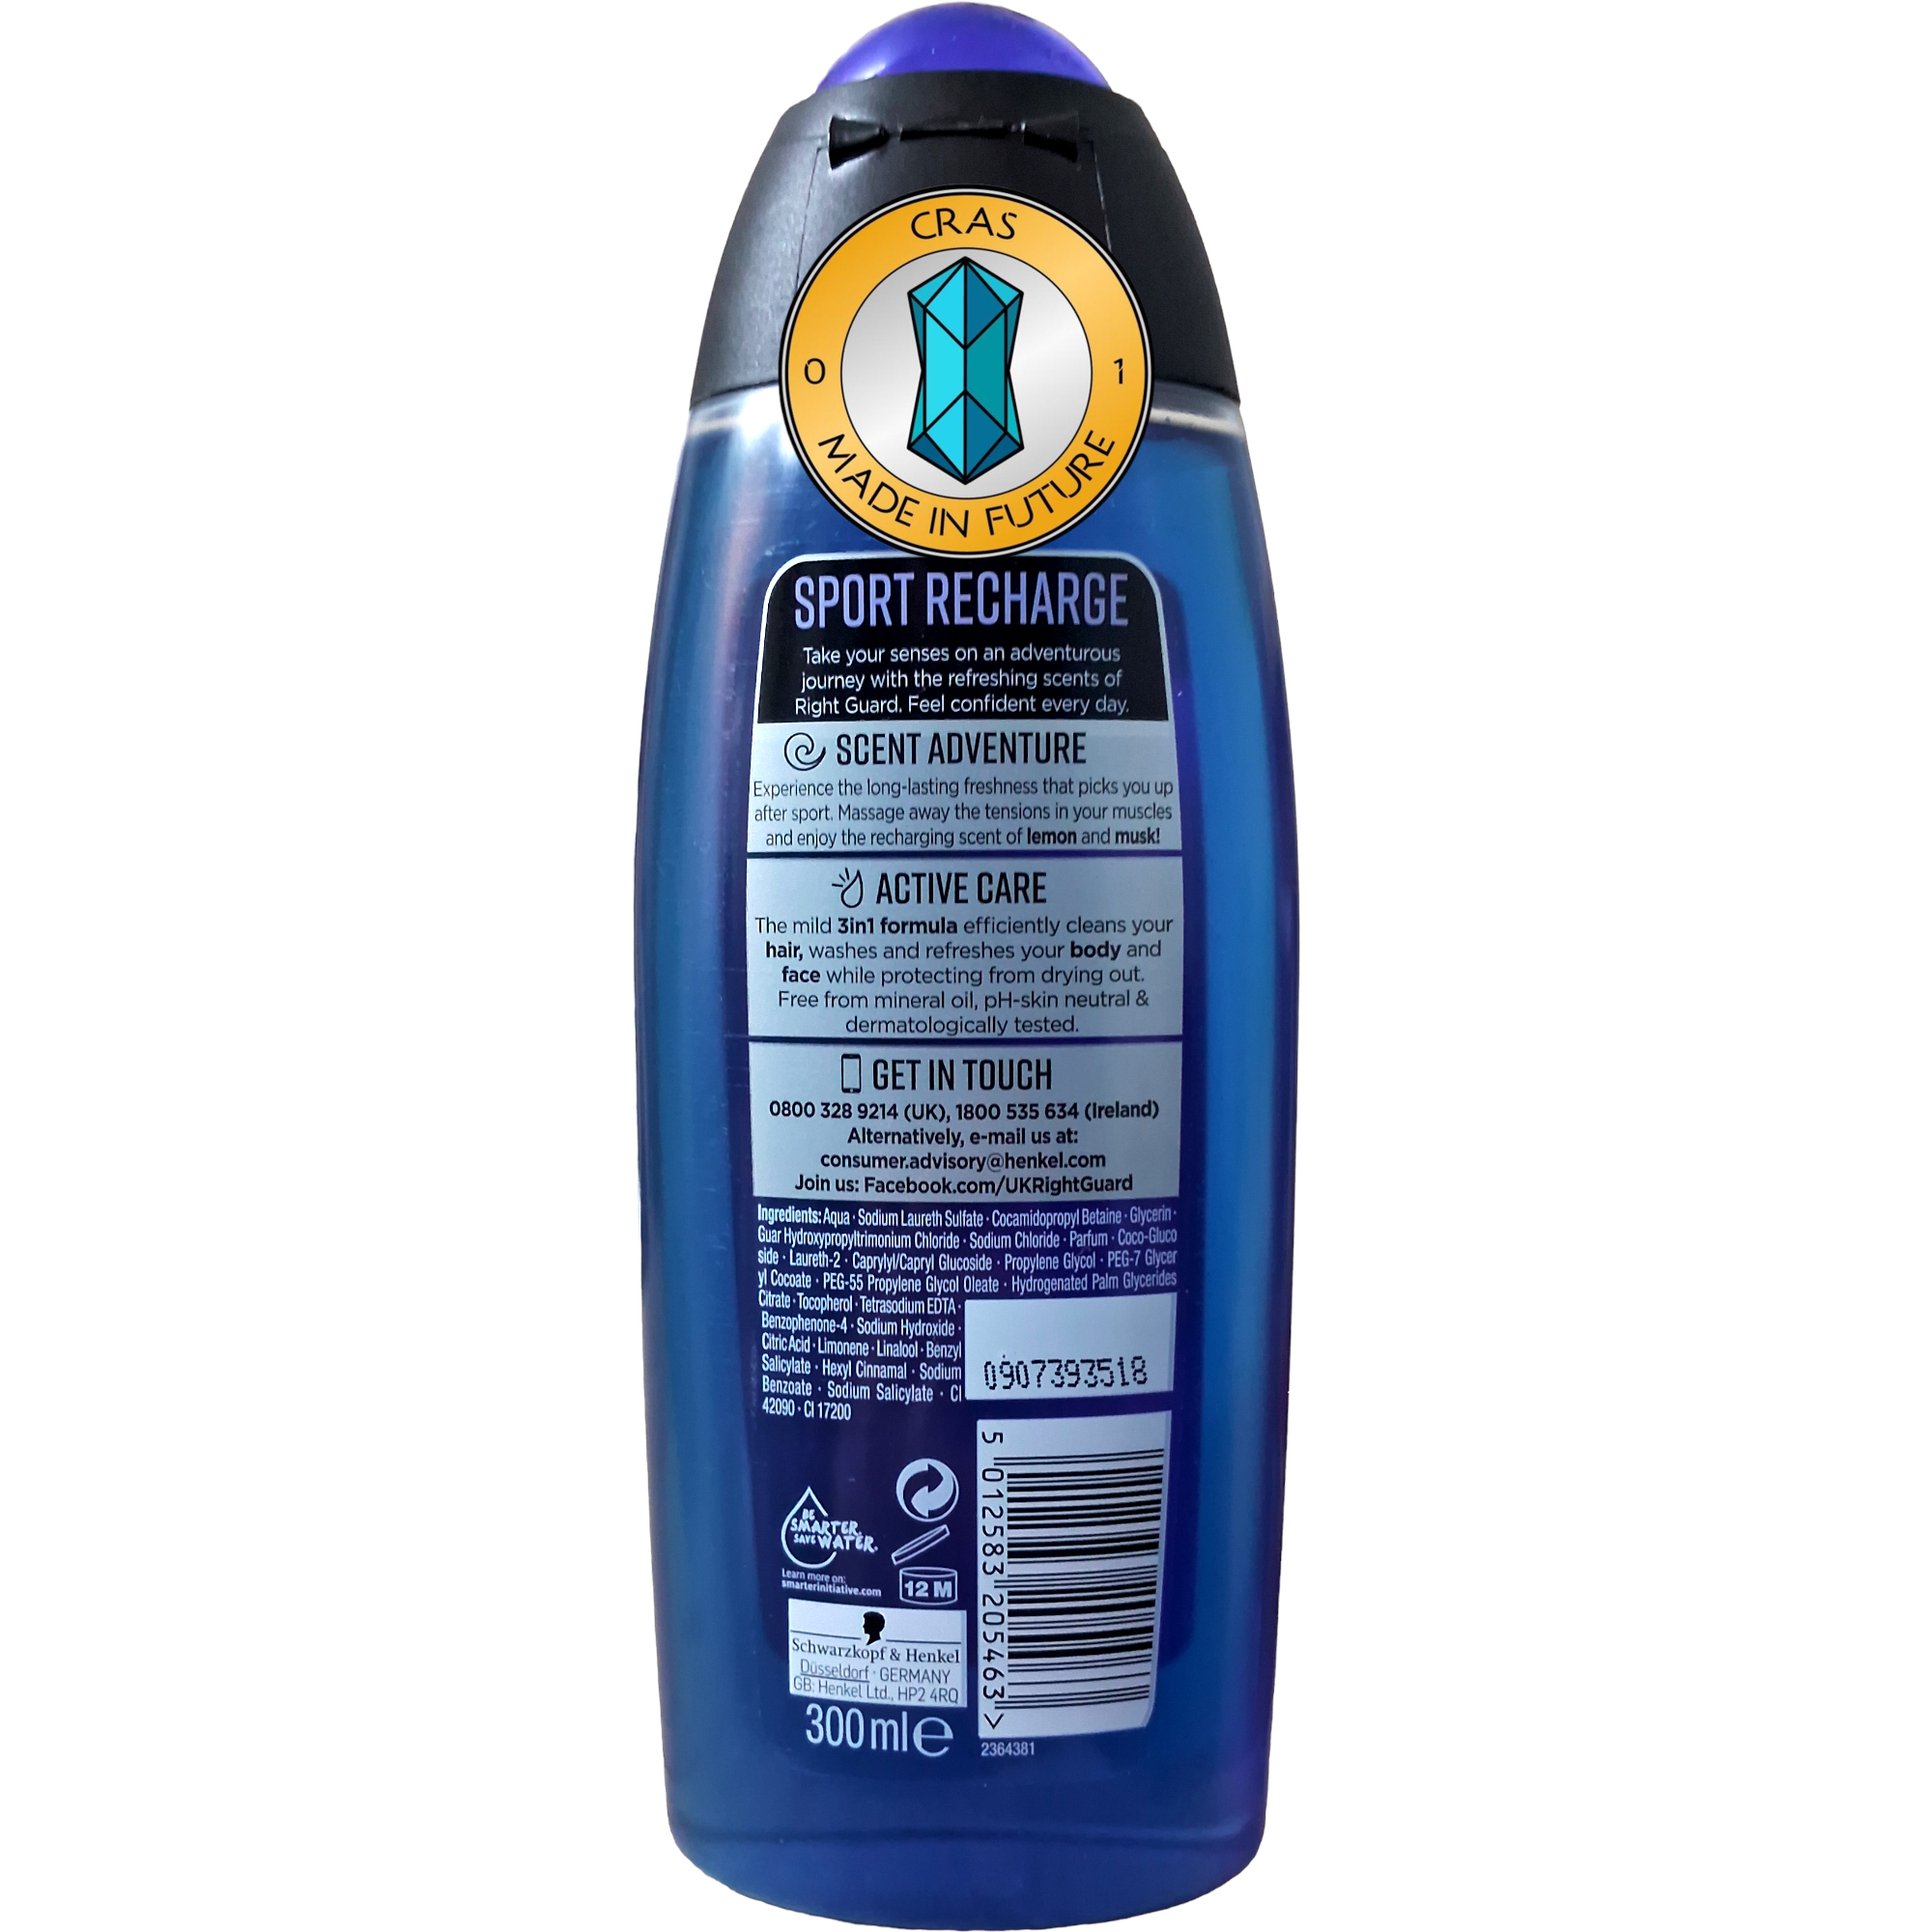 CRAS
0 1
MADE IN FUTURE
SPORT RECHARGE
Take your senses on an adventurous
journey with the refreshing scents of
Right Guard. Feel confident every day.
SCENT ADVENTURE
Experience the long-lasting freshness that picks you up
after sport. Massage away the tensions in your muscles
and enjoy the recharging scent of lemon and musk!
ACTIVE CARE
The mild 3in1 formula efficiently cleans your
hair, washes and refreshes your body and
face while protecting from drying out.
Free from mineral oil, pH-skin neutral &
dermatologically tested.
GET IN TOUCH
0800 328 9214 (UK), 1800 535 634 (Ireland)
Alternatively, e-mail us at:
consumer.advisory@henkel.com
Join us: Facebook.com/UKRightGuard
Ingredients: Aqua · Sodium Laureth Sulfate · Cocamidopropyl Betaine · Glycerin ·
Guar Hydroxypropyltrimonium Chloride · Sodium Chloride · Parfum · Coco-Gluco
side · Laureth-2 · Caprylyl/Capryl Glucoside · Propylene Glycol · PEG-7 Glycer
yl Cocoate · PEG-55 Propylene Glycol Oleate · Hydrogenated Palm Glycerides
Citrate · Tocopherol · Tetrasodium EDTA ·
Benzophenone-4 · Sodium Hydroxide ·
Citric Acid · Limonene · Linalool · Benzyl
Salicylate · Hexyl Cinnamal · Sodium
Benzoate · Sodium Salicylate · CI
42090 · CI 17200
0907393518
5 012583 205463 >
BE
SMARTER.
SAVE WATER.
Learn more on:
smarterinitiative.com
12 M
Schwarzkopf & Henkel
Düsseldorf · GERMANY
GB: Henkel Ltd., HP2 4RQ
300 ml e
2364381